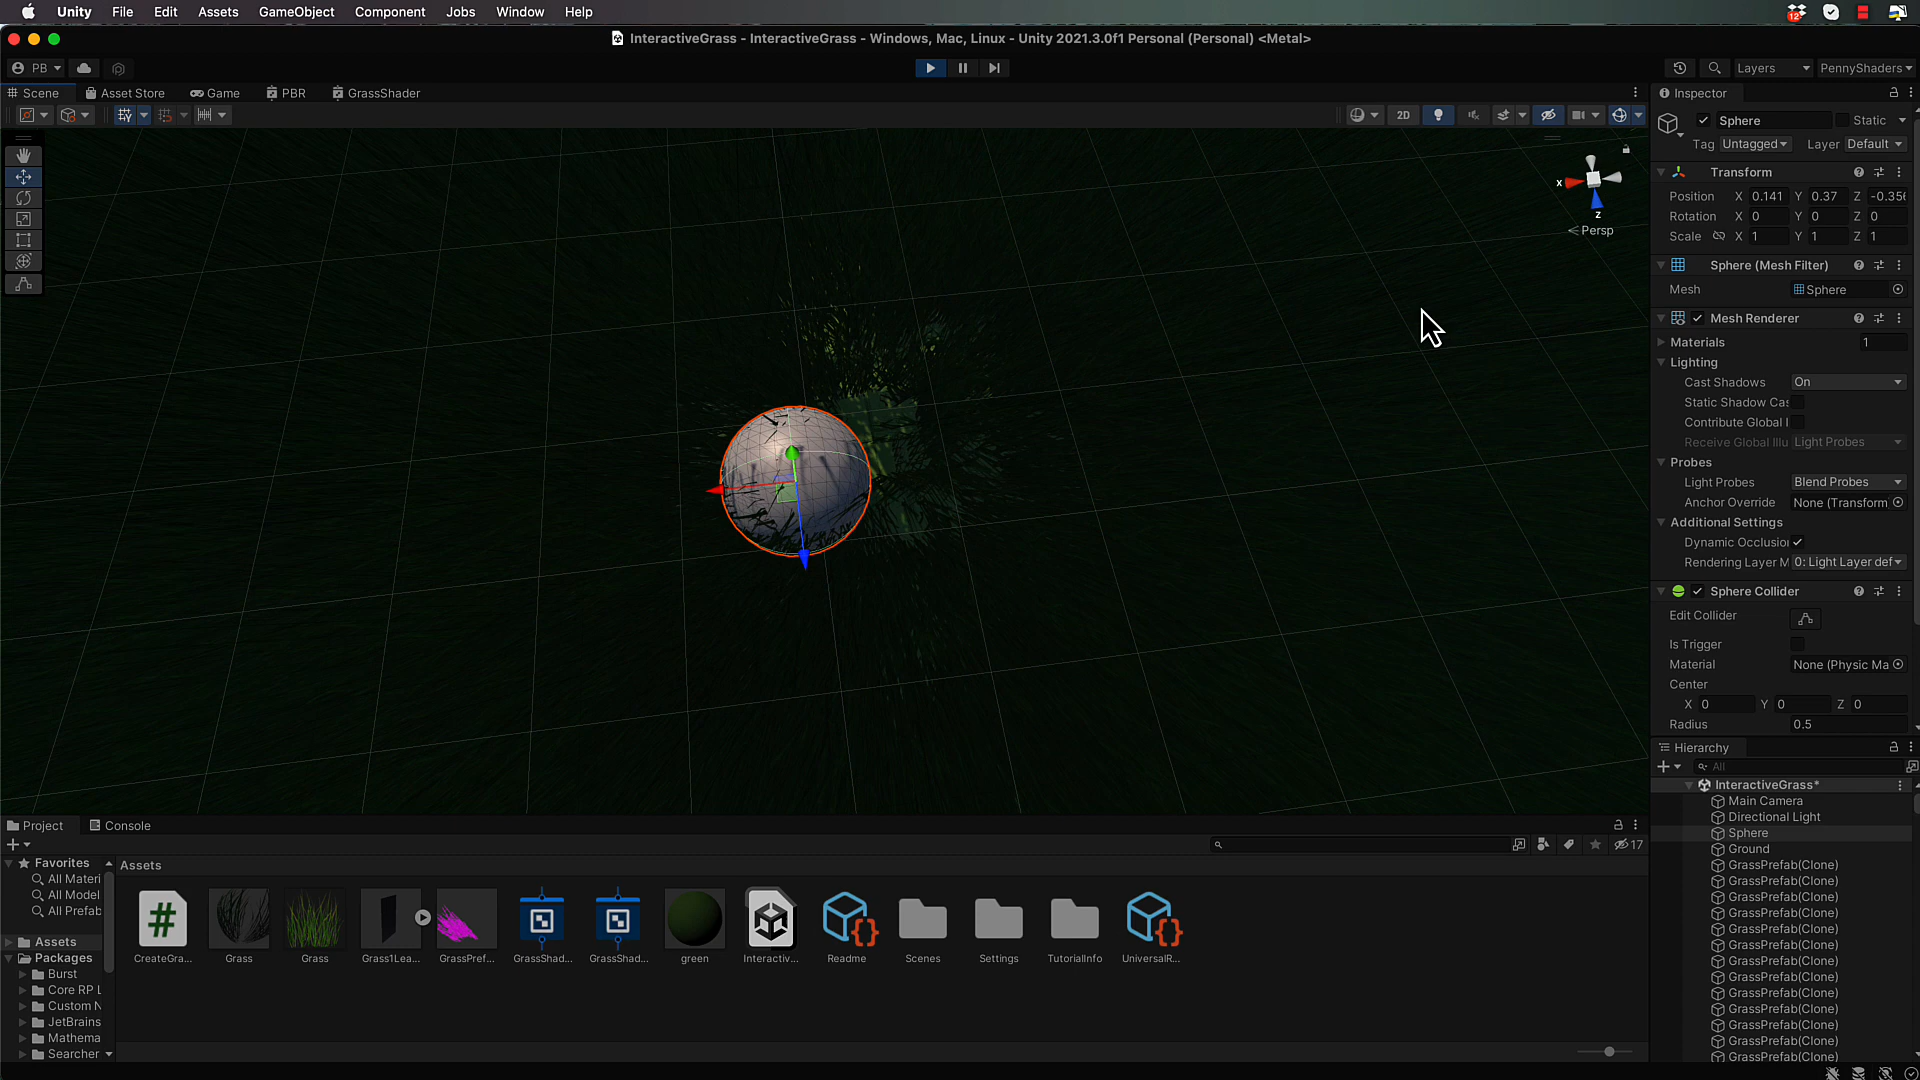 Unity File Edit Assets GameObject Component Jobs Window Help
12
InteractiveGrass - InteractiveGrass - Windows, Mac, Linux - Unity 2021.3.0f1 Personal (Personal) <Metal>
PB
Layers
PennyShaders
Scene
Asset Store
Game
PBR
GrassShader
Inspector
2D
Sphere
Static
Tag Untagged
Layer Default
Transform
Position X 0.141 Y 0.37 Z -0.356
Rotation X 0 Y 0 Z 0
Scale X 1 Y 1 Z 1
x
z
Persp
Sphere (Mesh Filter)
Mesh Sphere
Mesh Renderer
Materials 1
Lighting
Cast Shadows On
Static Shadow Cas
Contribute Global I
Receive Global Illu Light Probes
Probes
Light Probes Blend Probes
Anchor Override None (Transform)
Additional Settings
Dynamic Occlusion
Rendering Layer M 0: Light Layer def
Sphere Collider
Edit Collider
Is Trigger
Material None (Physic Ma
Center
X 0 Y 0 Z 0
Radius 0.5
Hierarchy
All
InteractiveGrass*
Main Camera
Directional Light
Sphere
Ground
GrassPrefab(Clone)
GrassPrefab(Clone)
GrassPrefab(Clone)
GrassPrefab(Clone)
GrassPrefab(Clone)
GrassPrefab(Clone)
GrassPrefab(Clone)
GrassPrefab(Clone)
GrassPrefab(Clone)
GrassPrefab(Clone)
GrassPrefab(Clone)
GrassPrefab(Clone)
GrassPrefab(Clone)
Project
Console
17
Favorites
All Materi
All Model
All Prefab
Assets
Packages
Burst
Core RP L
Custom N
JetBrains
Mathema
Searcher
Assets
CreateGra...
Grass
Grass
Grass1Lea...
GrassPref...
GrassShad...
GrassShad...
green
Interactiv...
Readme
Scenes
Settings
TutorialInfo
UniversalR...